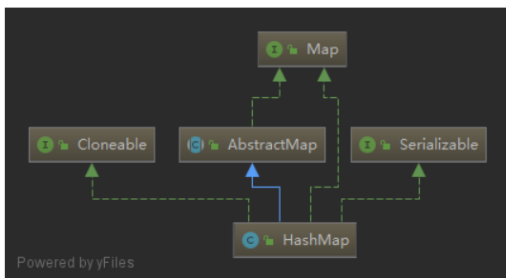 I Map
I Cloneable
C AbstractMap
I Serializable
C HashMap
Powered by yFiles